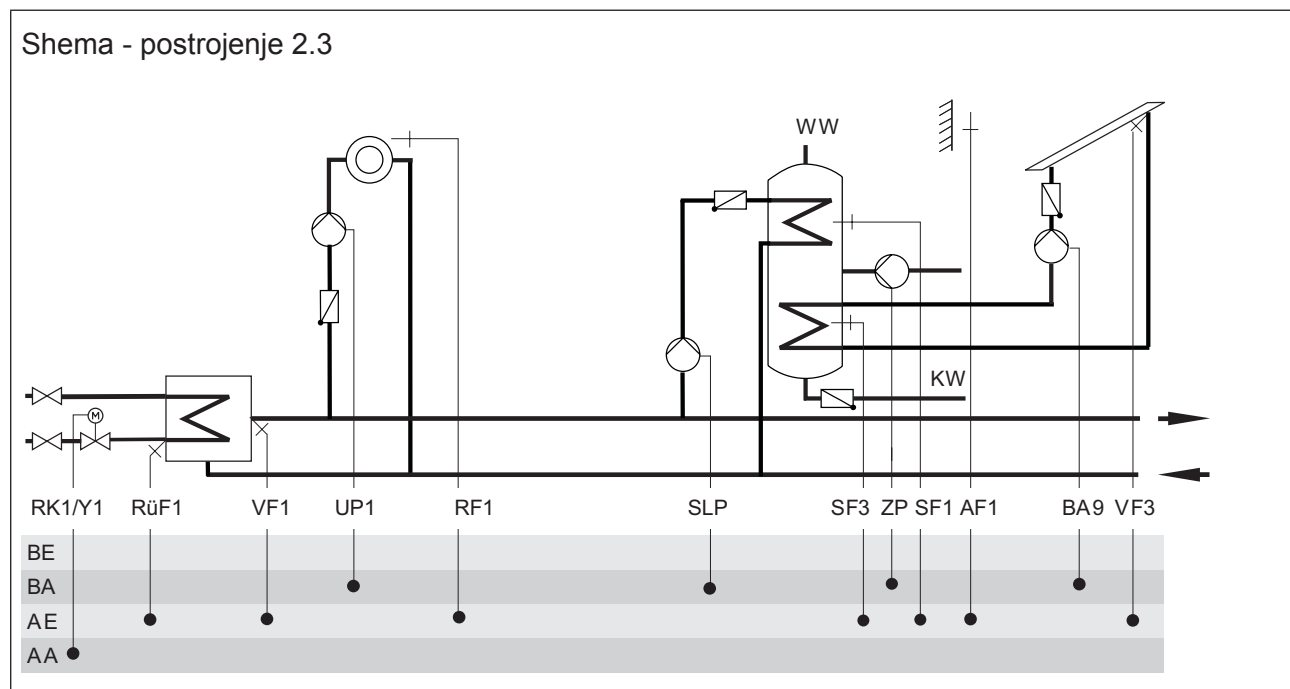 Shema - postrojenje 2.3
WW
M
KW
RK1/Y1 RüF1 VF1 UP1 RF1 SLP SF3 ZP SF1 AF1 BA9 VF3
BE
BA
AE
AA